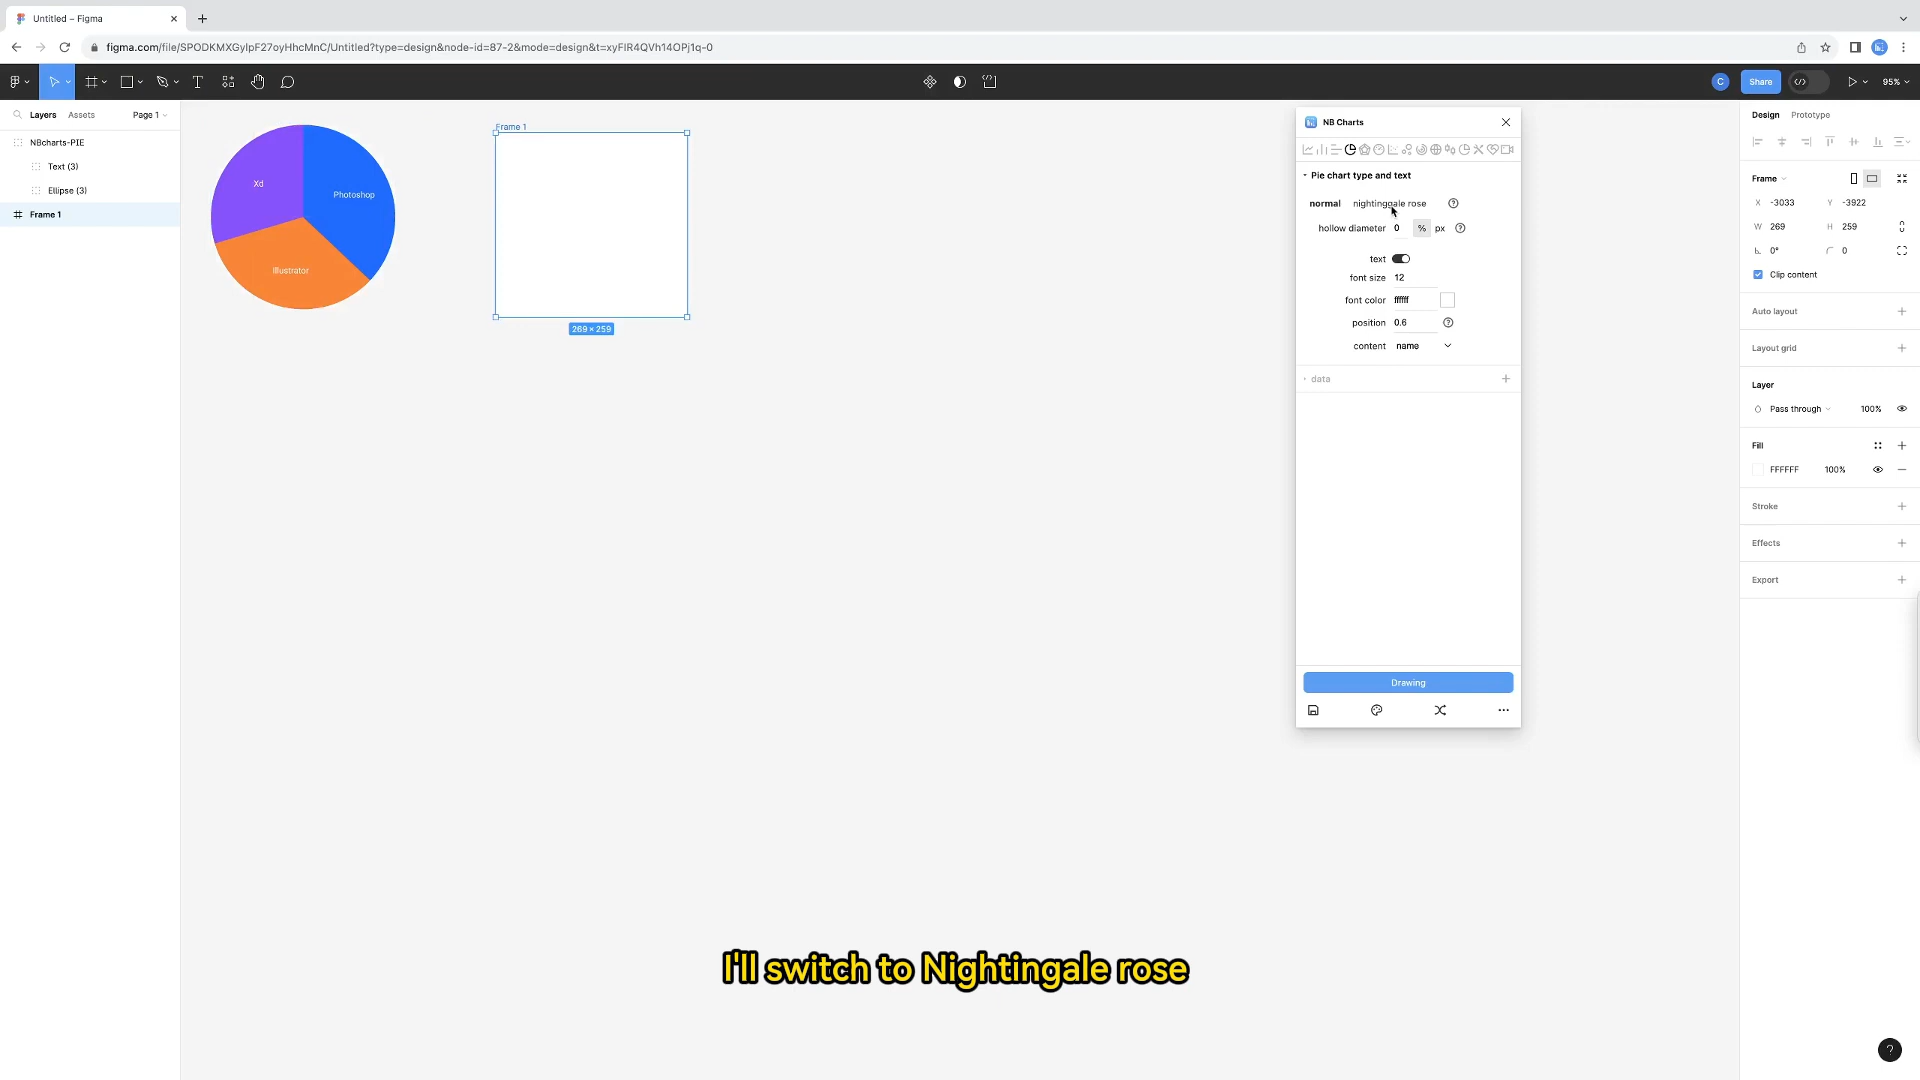 Untitled – Figma
figma.com/file/SPODKMXGylpF27oyHhcMnC/Untitled?type=design&node-id=87-2&mode=design&t=xyFlR4QVh14OPj1q-0
C
Share
95%
Layers
Assets
Page 1
NBcharts-PIE
Text (3)
Ellipse (3)
Frame 1
Xd
Photoshop
Illustrator
Frame 1
269 × 259
NB Charts
Pie chart type and text
normal
nightinggale rose
hollow diameter
0
%
px
text
font size
12
font color
ffffff
position
0.6
content
name
data
Drawing
Design
Prototype
Frame
X
-3033
Y
-3922
W
269
H
259
0°
0
Clip content
Auto layout
Layout grid
Layer
Pass through
100%
Fill
FFFFFF
100%
Stroke
Effects
Export
I'll switch to Nightingale rose
?